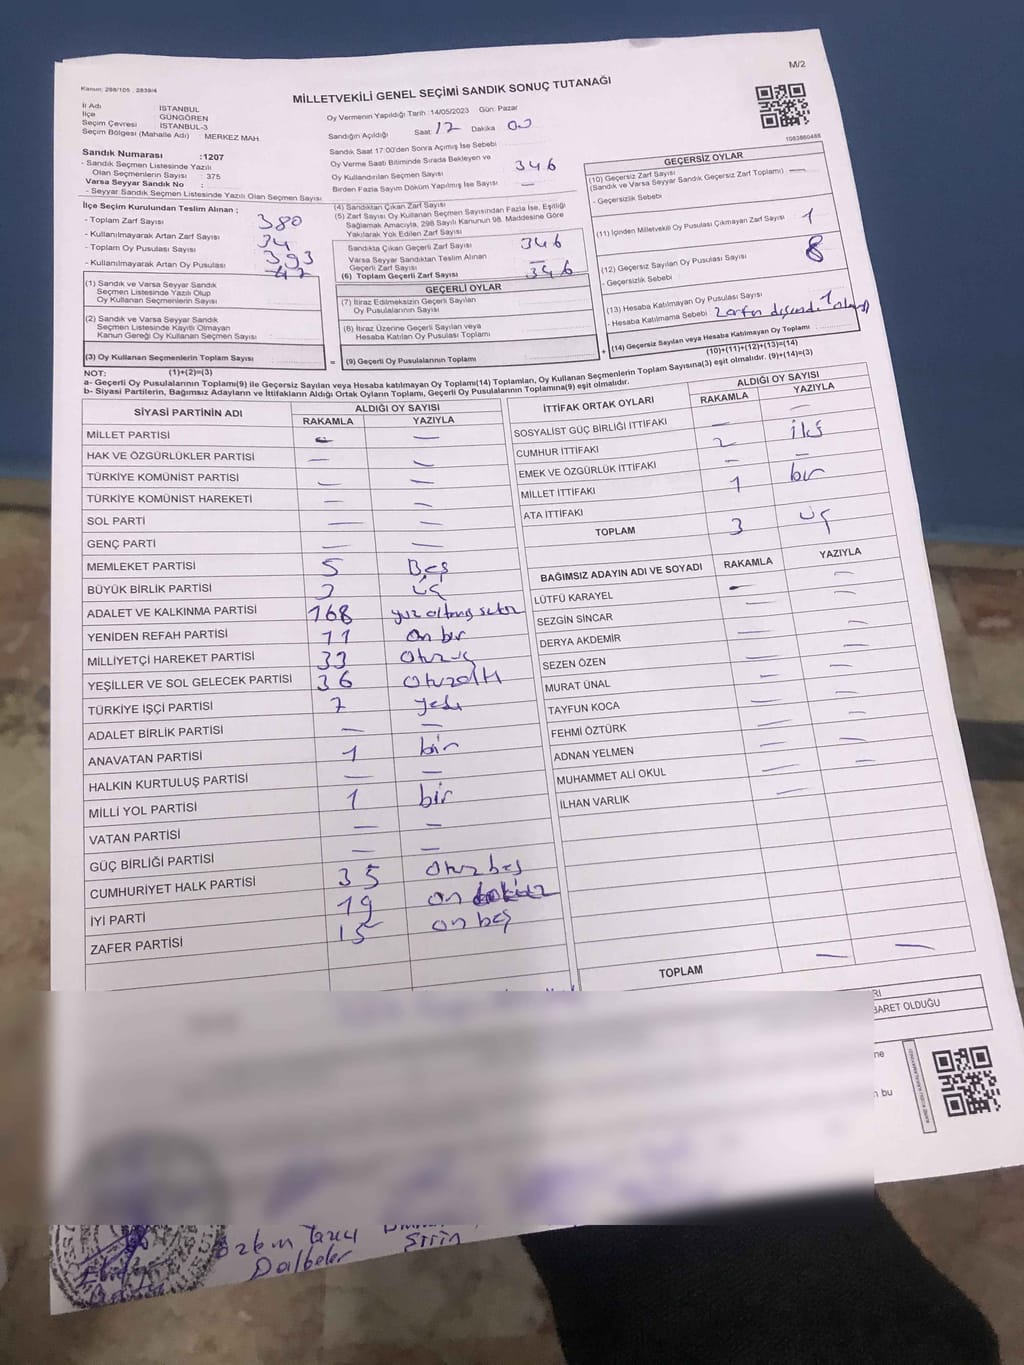 M/2
Kanun: 298/105 , 2839/4
MİLLETVEKİLİ GENEL SEÇİMİ SANDIK SONUÇ TUTANAĞI
İl Adı İSTANBUL
İlçe GÜNGÖREN
Seçim Çevresi İSTANBUL-3
Seçim Bölgesi (Mahalle Adı) MERKEZ MAH.
Sandık Numarası :1207
- Sandık Seçmen Listesinde Yazılı
Olan Seçmenlerin Sayısı : 375
Varsa Seyyar Sandık No :
- Seyyar Sandık Seçmen Listesinde Yazılı Olan Seçmen Sayısı
İlçe Seçim Kurulundan Teslim Alınan ;
- Toplam Zarf Sayısı 380
- Kullanılmayarak Artan Zarf Sayısı 34
- Toplam Oy Pusulası Sayısı 393
- Kullanılmayarak Artan Oy Pusulası 47
(1) Sandık ve Varsa Seyyar Sandık
Seçmen Listesinde Yazılı Olup
Oy Kullanan Seçmenlerin Sayısı
(2) Sandık ve Varsa Seyyar Sandık
Seçmen Listesinde Kayıtlı Olmayan
Kanun Gereği Oy Kullanan Seçmen Sayısı
(3) Oy Kullanan Seçmenlerin Toplam Sayısı
(1)+(2)=(3)
Oy Vermenin Yapıldığı Tarih :14/05/2023 Gün: Pazar
Sandığın Açıldığı Saat 17 Dakika 00
Sandık Saat 17:00'den Sonra Açılmış İse Sebebi
Oy Verme Saati Bitiminde Sırada Bekleyen ve
Oy Kullandırılan Seçmen Sayısı 346
Birden Fazla Sayım Döküm Yapılmış İse Sayısı —
(4) Sandıktan Çıkan Zarf Sayısı
(5) Zarf Sayısı Oy Kullanan Seçmen Sayısından Fazla İse, Eşitliği
Sağlamak Amacıyla, 298 Sayılı Kanunun 98. Maddesine Göre
Yakılarak Yok Edilen Zarf Sayısı
Sandıkta Çıkan Geçerli Zarf Sayısı 346
Varsa Seyyar Sandıktan Teslim Alınan
Geçerli Zarf Sayısı —
(6) Toplam Geçerli Zarf Sayısı 346
GEÇERLİ OYLAR
(7) İtiraz Edilmeksizin Geçerli Sayılan
Oy Pusulalarının Sayısı
(8) İtiraz Üzerine Geçerli Sayılan veya
Hesaba Katılan Oy Pusulası Toplamı
= (9) Geçerli Oy Pusulalarının Toplamı
1083860488
GEÇERSİZ OYLAR
(10) Geçersiz Zarf Sayısı
(Sandık ve Varsa Seyyar Sandık Geçersiz Zarf Toplamı) —
- Geçersizlik Sebebi
(11) İçinden Milletvekili Oy Pusulası Çıkmayan Zarf Sayısı 1
(12) Geçersiz Sayılan Oy Pusulası Sayısı 8
- Geçersizlik Sebebi
(13) Hesaba Katılmayan Oy Pusulası Sayısı 1
- Hesaba Katılmama Sebebi zarfın dışında
+ (14) Geçersiz Sayılan veya Hesaba Katılmayan Oy Toplamı
(10)+(11)+(12)+(13)=(14)
NOT:
a- Geçerli Oy Pusulalarının Toplamı(9) ile Geçersiz Sayılan veya Hesaba katılmayan Oy Toplamı(14) Toplamları, Oy Kullanan Seçmenlerin Toplam Sayısına(3) eşit olmalıdır. (9)+(14)=(3)
b- Siyasi Partilerin, Bağımsız Adayların ve İttifakların Aldığı Ortak Oyların Toplamı, Geçerli Oy Pusulalarının Toplamına(9) eşit olmalıdır.
SİYASİ PARTİNİN ADI ALDIĞI OY SAYISI
RAKAMLA YAZIYLA
MİLLET PARTİSİ — —
HAK VE ÖZGÜRLÜKLER PARTİSİ — —
TÜRKİYE KOMÜNİST PARTİSİ — —
TÜRKİYE KOMÜNİST HAREKETİ — —
SOL PARTİ — —
GENÇ PARTİ — —
MEMLEKET PARTİSİ 5 Beş
BÜYÜK BİRLİK PARTİSİ 3 üç
ADALET VE KALKINMA PARTİSİ 168 yüz altmış sekiz
YENİDEN REFAH PARTİSİ 11 on bir
MİLLİYETÇİ HAREKET PARTİSİ 33 otuz üç
YEŞİLLER VE SOL GELECEK PARTİSİ 36 otuzaltı
TÜRKİYE İŞÇİ PARTİSİ 7 yedi
ADALET BİRLİK PARTİSİ — —
ANAVATAN PARTİSİ 1 bir
HALKIN KURTULUŞ PARTİSİ — —
MİLLİ YOL PARTİSİ 1 bir
VATAN PARTİSİ — —
GÜÇ BİRLİĞİ PARTİSİ — —
CUMHURİYET HALK PARTİSİ 35 otuz beş
İYİ PARTİ 19 on dokuz
ZAFER PARTİSİ 15 on beş
İTTİFAK ORTAK OYLARI ALDIĞI OY SAYISI
RAKAMLA YAZIYLA
SOSYALİST GÜÇ BİRLİĞİ İTTİFAKI — —
CUMHUR İTTİFAKI 2 iki
EMEK VE ÖZGÜRLÜK İTTİFAKI — —
MİLLET İTTİFAKI 1 bir
ATA İTTİFAKI
TOPLAM 3 üç
BAĞIMSIZ ADAYIN ADI VE SOYADI RAKAMLA YAZIYLA
LÜTFÜ KARAYEL — —
SEZGİN SİNCAR — —
DERYA AKDEMİR — —
SEZEN ÖZEN — —
MURAT ÜNAL — —
TAYFUN KOCA — —
FEHMİ ÖZTÜRK — —
ADNAN YELMEN — —
MUHAMMET ALİ OKUL — —
İLHAN VARLIK —
TOPLAM — —
RI
BARET OLDUĞU
ne
n bu
Dalbeler